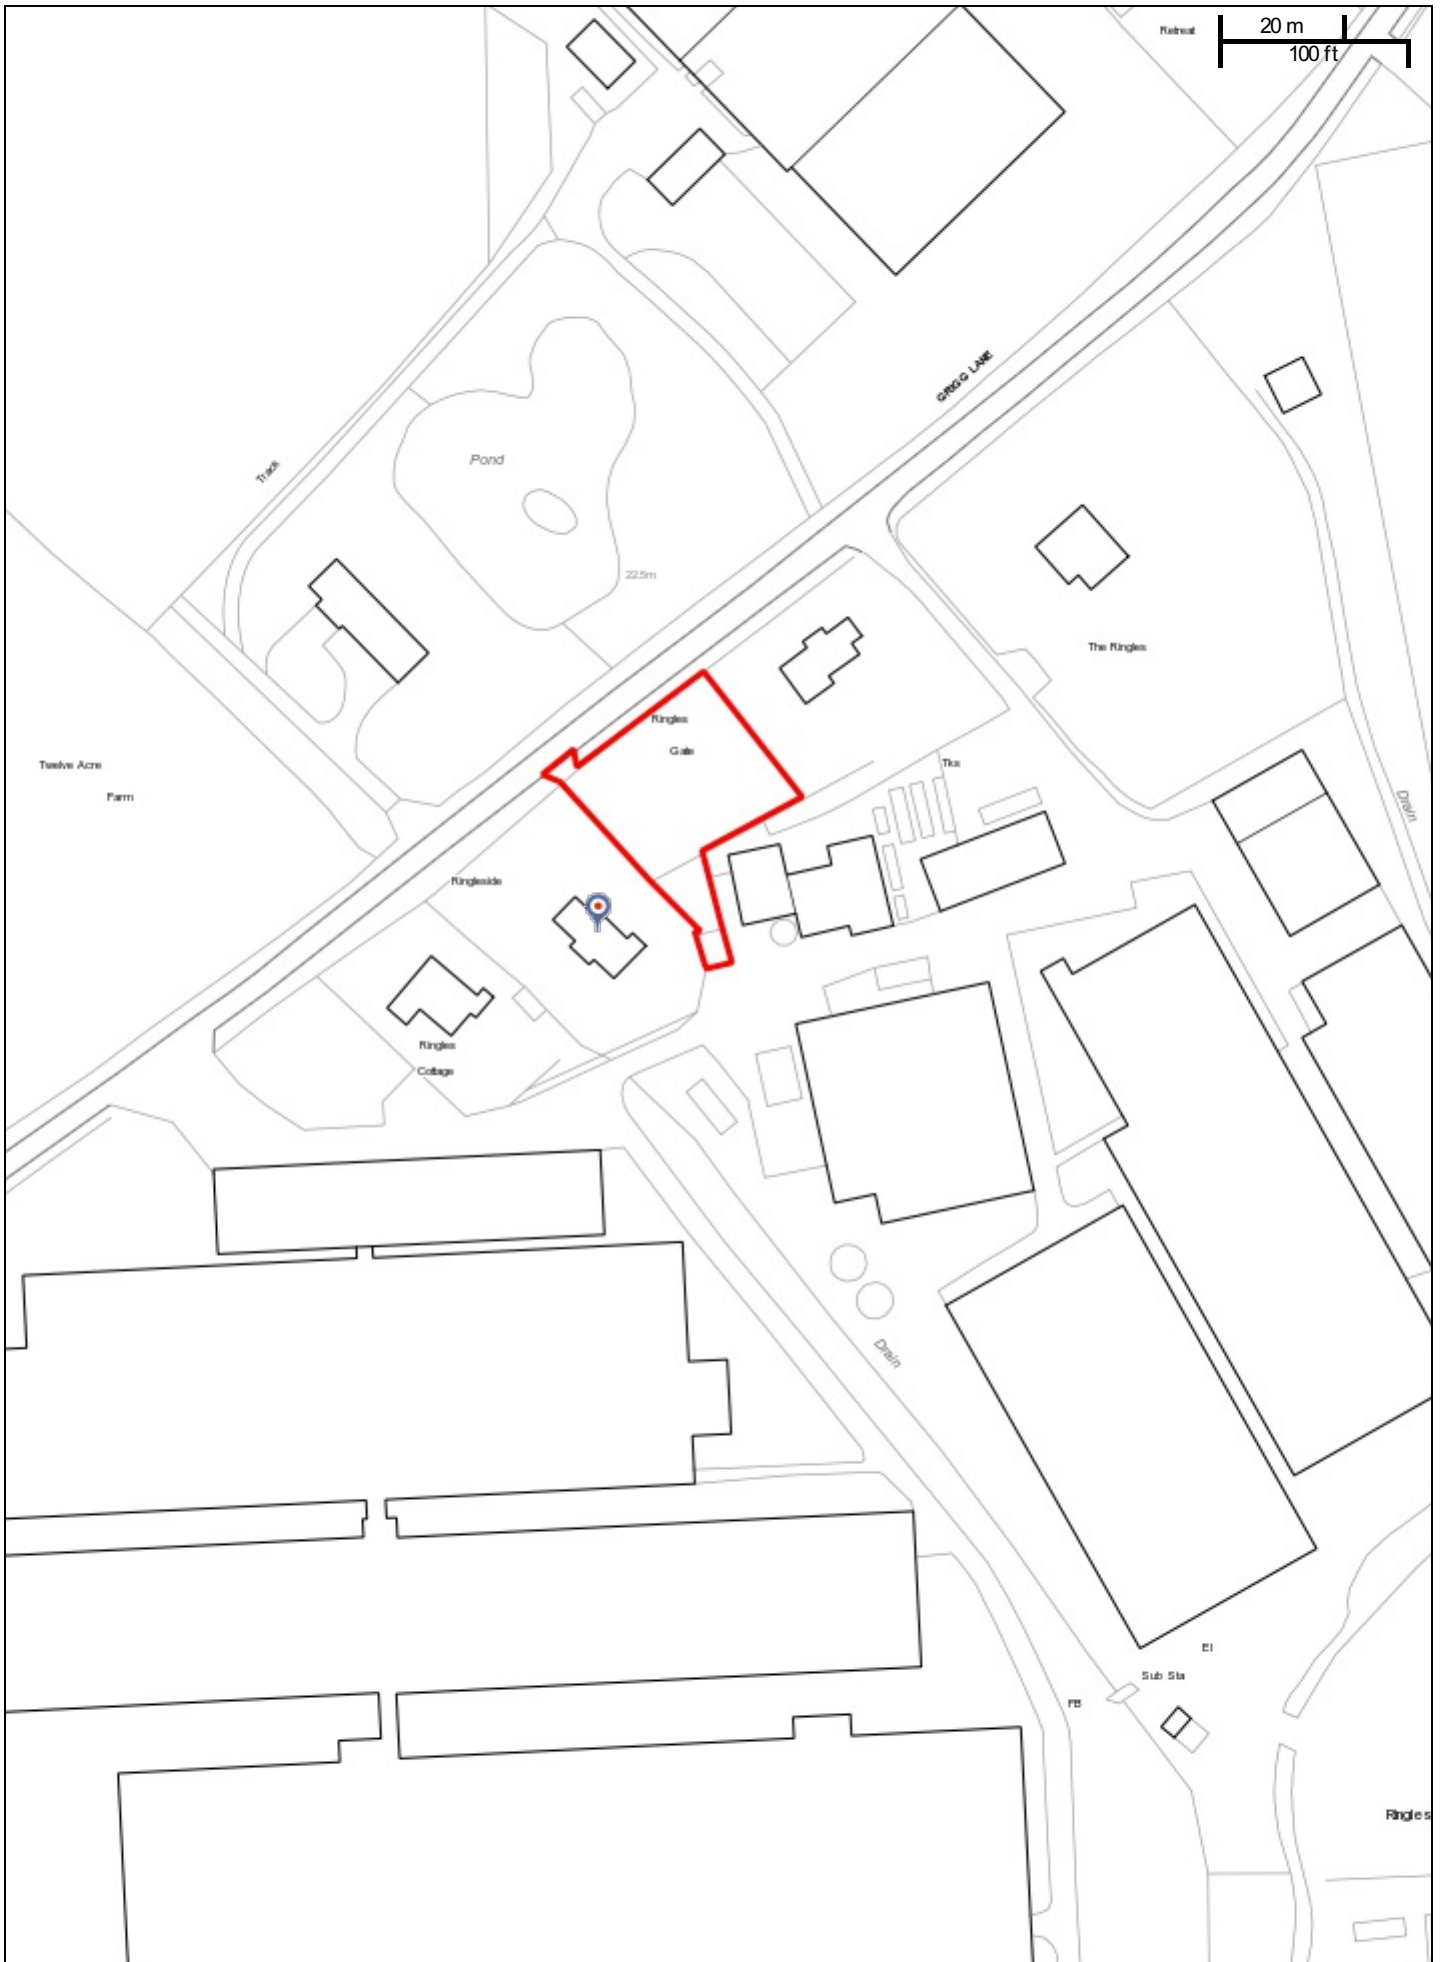 Retreat
20 m
100 ft
GRIGG LANE
Pond
Track
22.5m
The Ringles
Ringles
Gate
Twelve Acre
Farm
Tks
Drain
Ringleside
Ringles
Cottage
Drain
El
Sub Sta
FB
Ringles